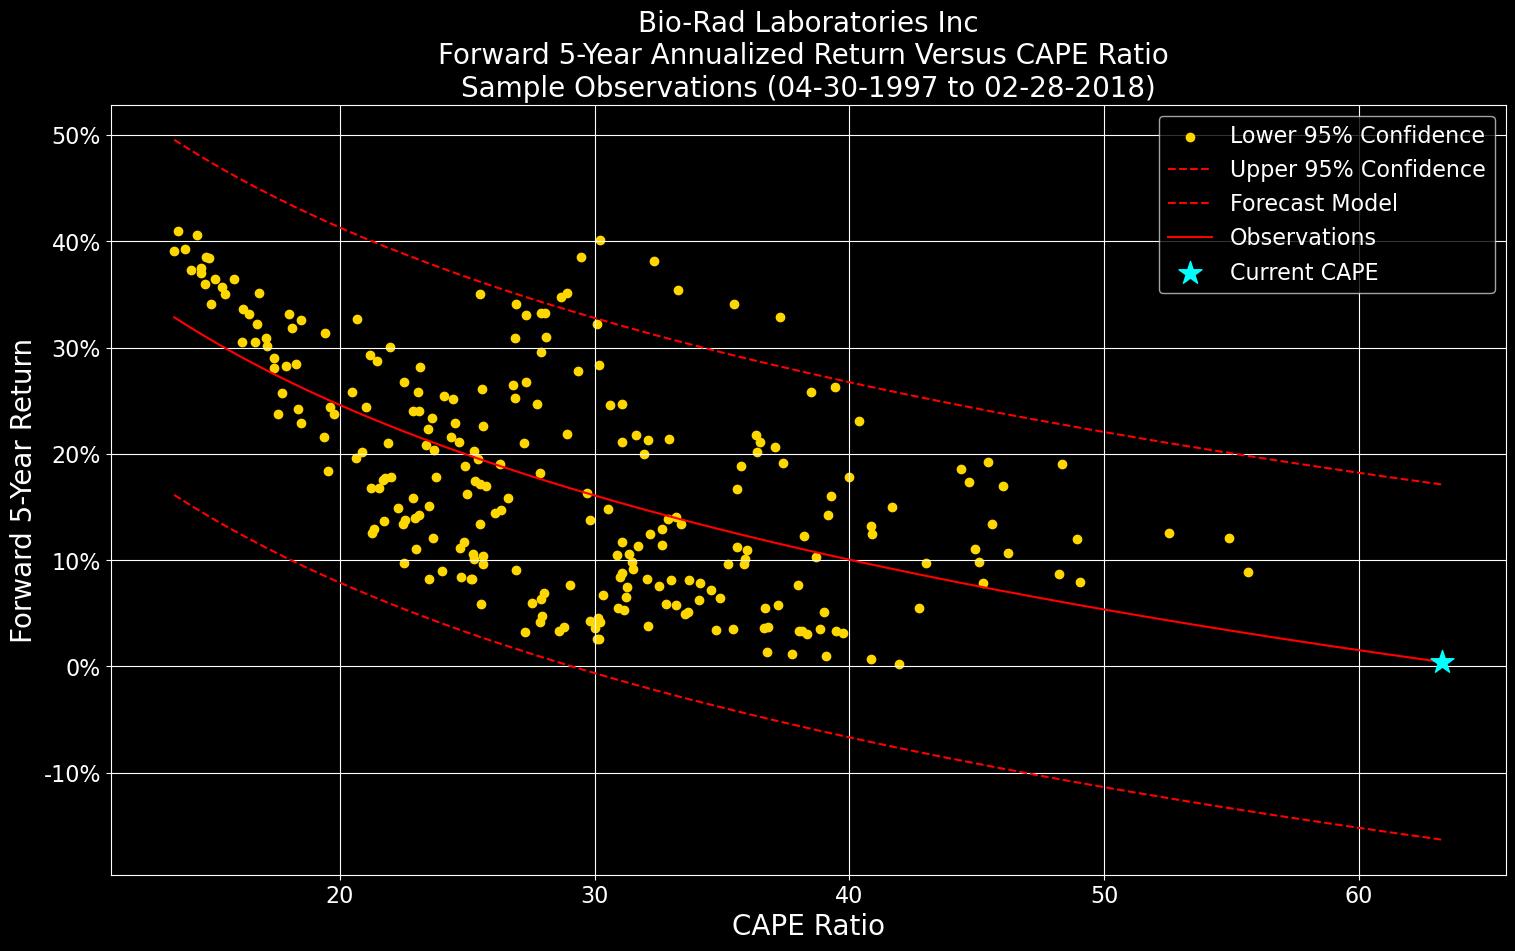 Bio-Rad Laboratories Inc
Forward 5-Year Annualized Return Versus CAPE Ratio
Sample Observations (04-30-1997 to 02-28-2018)
Lower 95% Confidence
Upper 95% Confidence
Forecast Model
Observations
Current CAPE
Forward 5-Year Return
50%
40%
30%
20%
10%
0%
-10%
20
30
40
50
60
CAPE Ratio